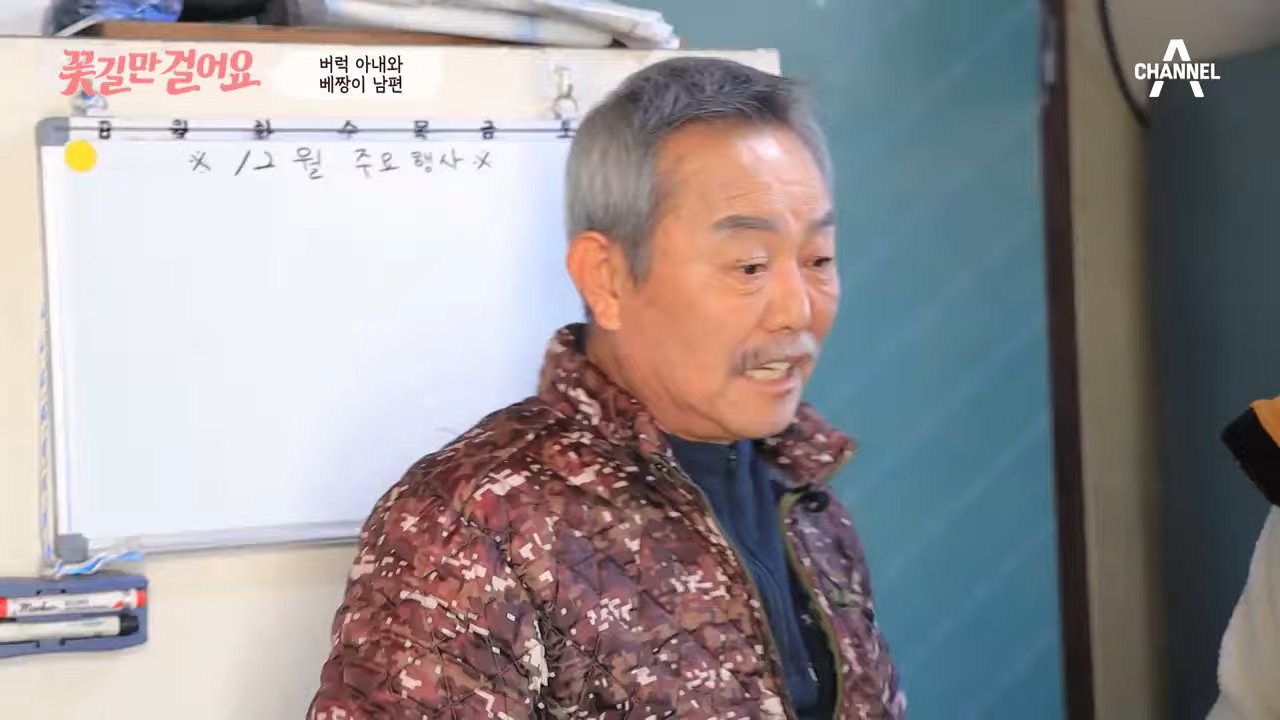 꽃길만 걸어요
버럭 아내와
베짱이 남편
CHANNEL A
일 월 화 수 목 금 토
※ 12월 주요행사 ※
Marker